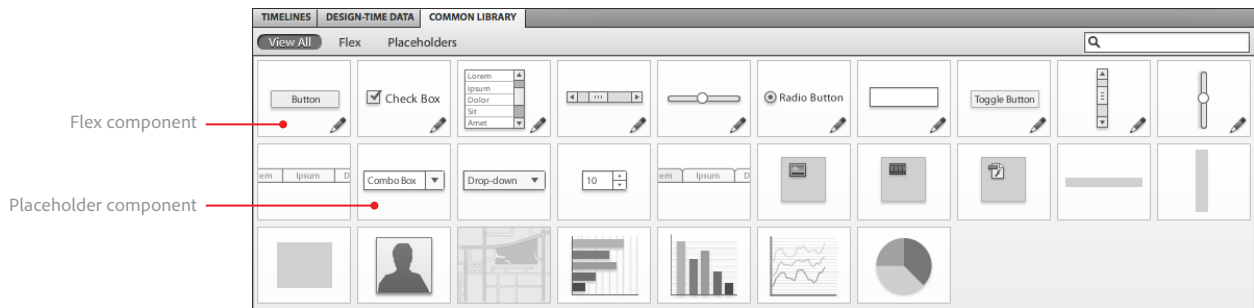 TIMELINES DESIGN-TIME DATA COMMON LIBRARY
View All Flex Placeholders
Flex component
Button
Check Box
Lorem
Ipsum
Dolor
Sit
Amet
Radio Button
Toggle Button
Placeholder component
em Ipsum D
Combo Box
Drop-down
10
em Ipsum D